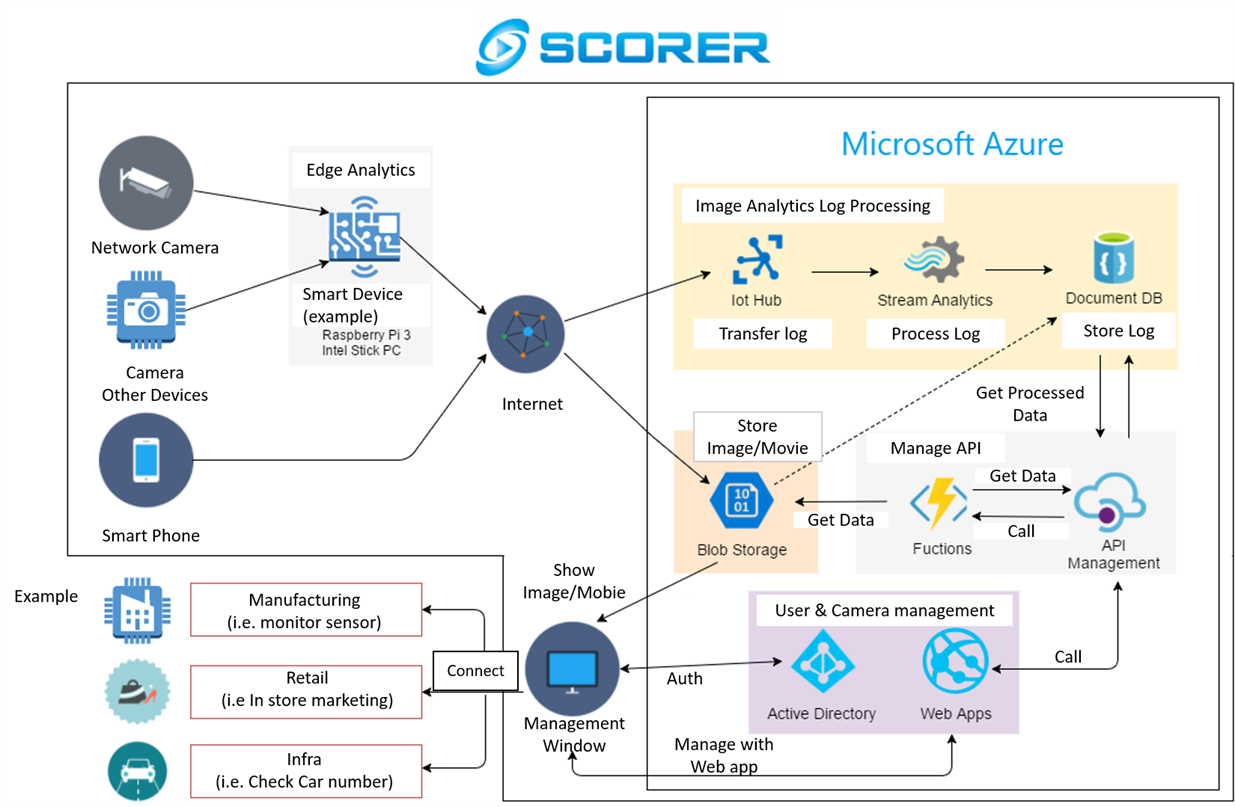 SCORER
Microsoft Azure
Edge Analytics
Network Camera
Smart Device
(example)
Raspberry Pi 3
Intel Stick PC
Camera
Other Devices
Smart Phone
Internet
Image Analytics Log Processing
Iot Hub
Stream Analytics
Document DB
Transfer log
Process Log
Store Log
Get Processed
Data
Store
Image/Movie
10
01
Blob Storage
Manage API
Get Data
Get Data
Call
Fuctions
API
Management
Show
Image/Mobie
User & Camera management
Auth
Active Directory
Web Apps
Call
Management
Window
Manage with
Web app
Example
Manufacturing
(i.e. monitor sensor)
Connect
Retail
(i.e In store marketing)
Infra
(i.e. Check Car number)